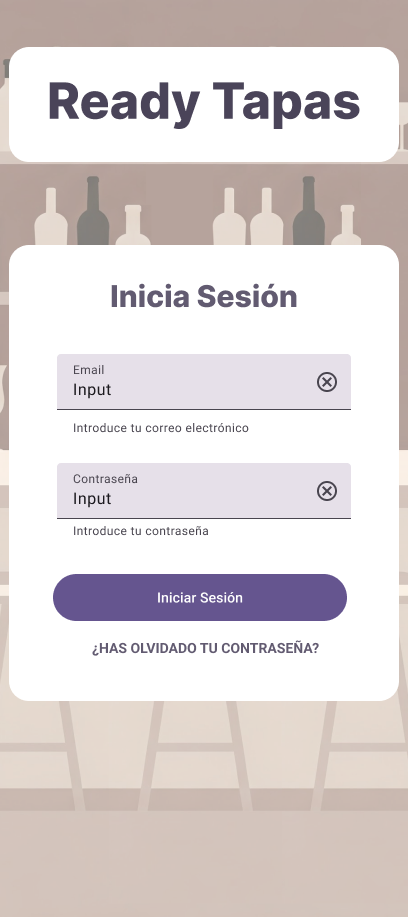 Ready Tapas
Inicia Sesión
Email
Input
Introduce tu correo electrónico
Contraseña
Input
Introduce tu contraseña
Iniciar Sesión
¿HAS OLVIDADO TU CONTRASEÑA?